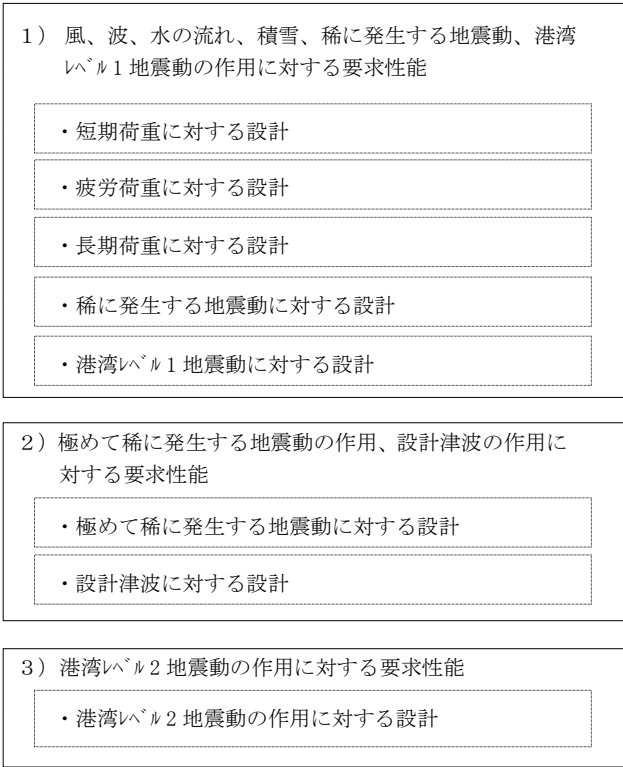 １） 風、波、水の流れ、積雪、稀に発生する地震動、港湾
ﾚﾍﾞﾙ１地震動の作用に対する要求性能
・短期荷重に対する設計
・疲労荷重に対する設計
・長期荷重に対する設計
・稀に発生する地震動に対する設計
・港湾ﾚﾍﾞﾙ１地震動に対する設計
２）極めて稀に発生する地震動の作用、設計津波の作用に
対する要求性能
・極めて稀に発生する地震動に対する設計
・設計津波に対する設計
３）港湾ﾚﾍﾞﾙ２地震動の作用に対する要求性能
・港湾ﾚﾍﾞﾙ２地震動の作用に対する設計